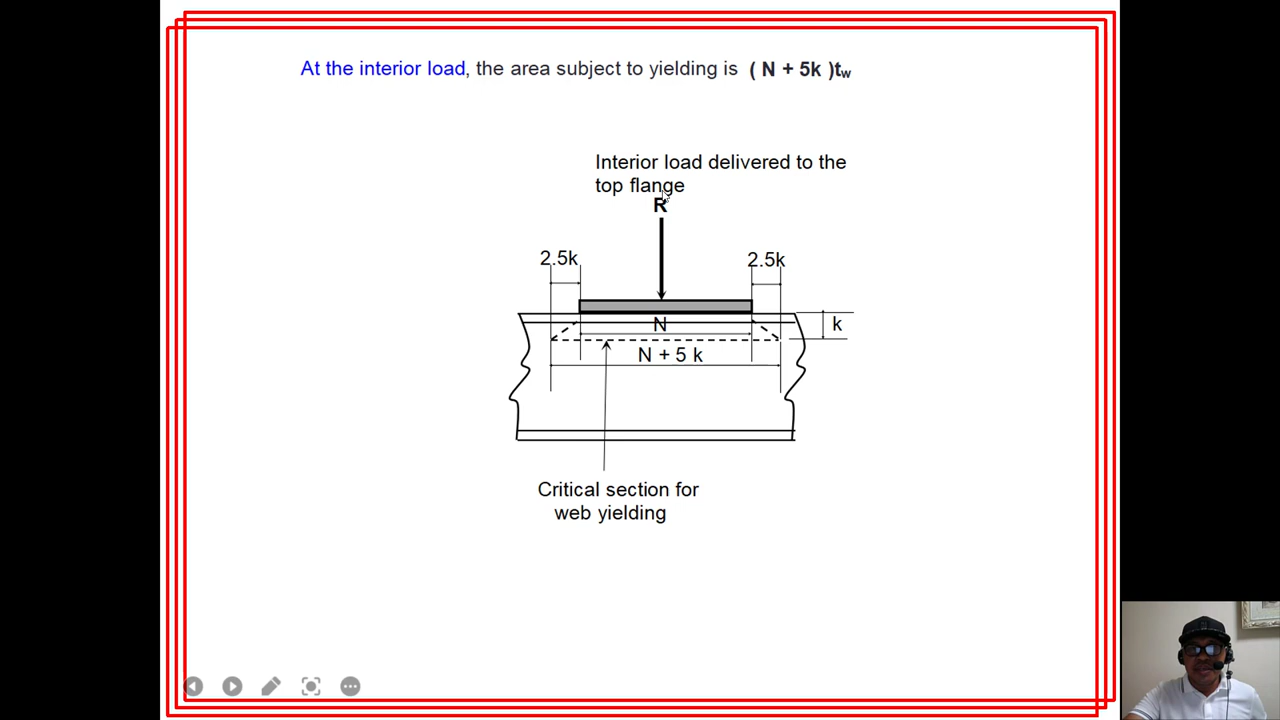 At the interior load, the area subject to yielding is ( N + 5k )tw
Interior load delivered to the
top flange
R
2.5k
2.5k
N
k
N + 5 k
Critical section for
web yielding